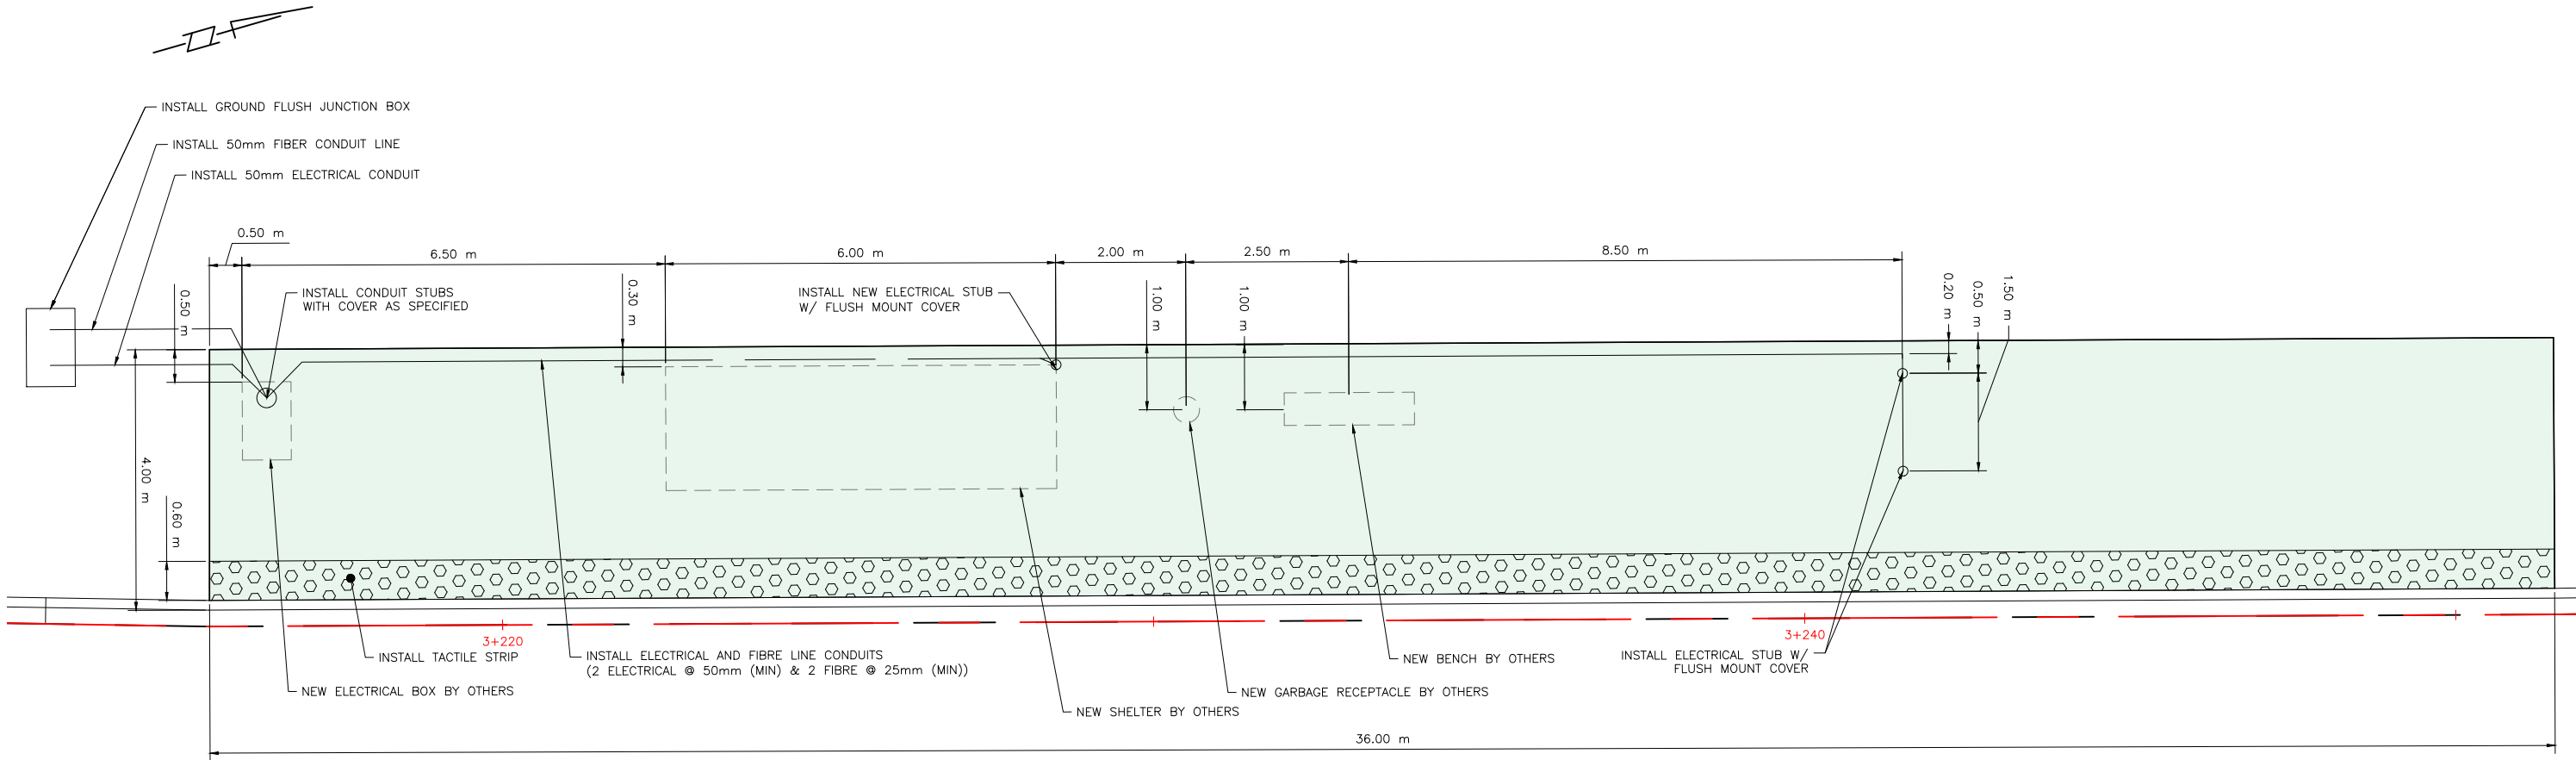 INSTALL GROUND FLUSH JUNCTION BOX
INSTALL 50mm FIBER CONDUIT LINE
INSTALL 50mm ELECTRICAL CONDUIT
0.50 m
6.50 m
6.00 m
2.00 m
2.50 m
8.50 m
0.50 m
INSTALL CONDUIT STUBS
WITH COVER AS SPECIFIED
0.30 m
INSTALL NEW ELECTRICAL STUB
W/ FLUSH MOUNT COVER
1.00 m
1.00 m
0.20 m
0.50 m
1.50 m
4.00 m
0.60 m
3+220
3+240
INSTALL TACTILE STRIP
INSTALL ELECTRICAL AND FIBRE LINE CONDUITS
(2 ELECTRICAL @ 50mm (MIN) & 2 FIBRE @ 25mm (MIN))
NEW BENCH BY OTHERS
INSTALL ELECTRICAL STUB W/
FLUSH MOUNT COVER
NEW ELECTRICAL BOX BY OTHERS
NEW GARBAGE RECEPTACLE BY OTHERS
NEW SHELTER BY OTHERS
36.00 m